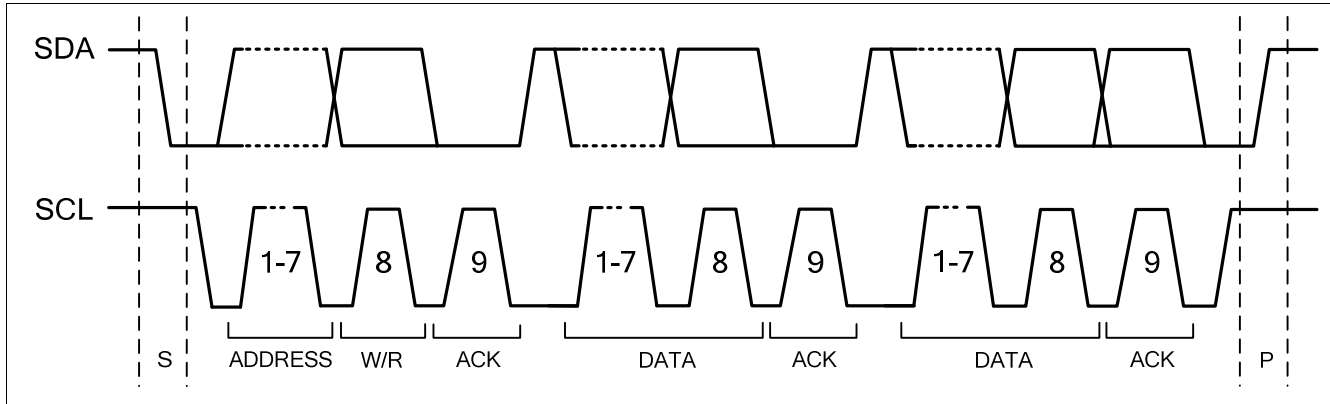 SDA
SCL
1-7 8 9 1-7 8 9 1-7 8 9
S ADDRESS W/R ACK DATA ACK DATA ACK P